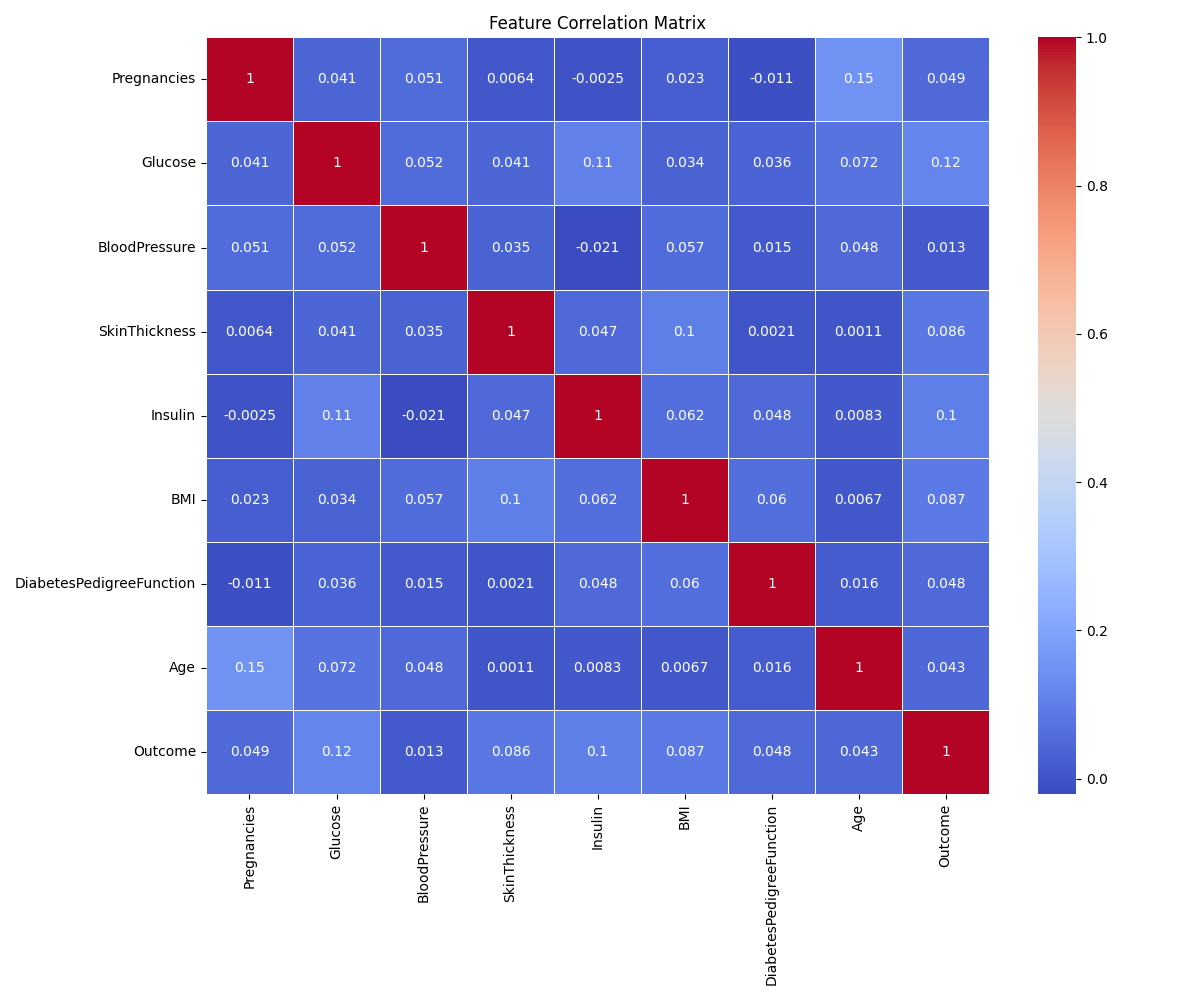 Feature Correlation Matrix
Pregnancies 1 0.041 0.051 0.0064 -0.0025 0.023 -0.011 0.15 0.049
Glucose 0.041 1 0.052 0.041 0.11 0.034 0.036 0.072 0.12
BloodPressure 0.051 0.052 1 0.035 -0.021 0.057 0.015 0.048 0.013
SkinThickness 0.0064 0.041 0.035 1 0.047 0.1 0.0021 0.0011 0.086
Insulin -0.0025 0.11 -0.021 0.047 1 0.062 0.048 0.0083 0.1
BMI 0.023 0.034 0.057 0.1 0.062 1 0.06 0.0067 0.087
DiabetesPedigreeFunction -0.011 0.036 0.015 0.0021 0.048 0.06 1 0.016 0.048
Age 0.15 0.072 0.048 0.0011 0.0083 0.0067 0.016 1 0.043
Outcome 0.049 0.12 0.013 0.086 0.1 0.087 0.048 0.043 1
Pregnancies
Glucose
BloodPressure
SkinThickness
Insulin
BMI
DiabetesPedigreeFunction
Age
Outcome
1.0
0.8
0.6
0.4
0.2
0.0